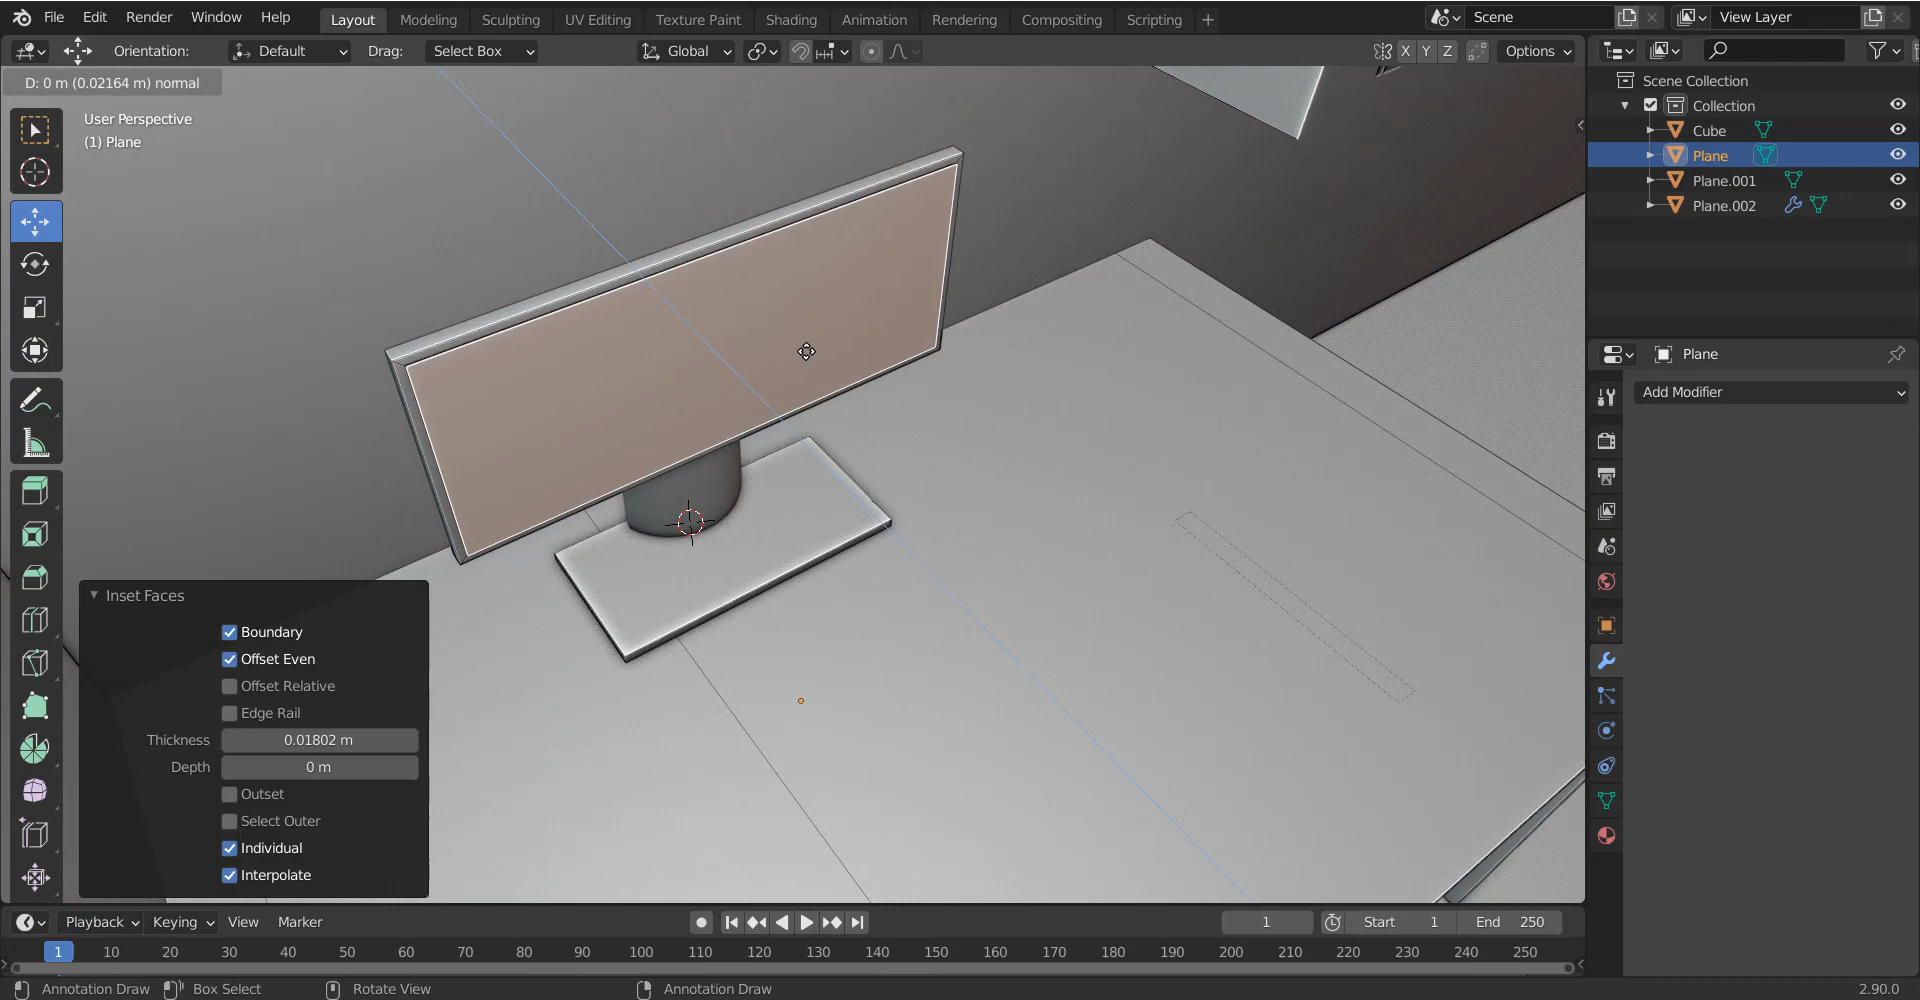 File Edit Render Window Help
Layout Modeling Sculpting UV Editing Texture Paint Shading Animation Rendering Compositing Scripting +
Scene
View Layer
Orientation: Default Drag: Select Box
Global
X Y Z Options
D: 0 m (0.02164 m) normal
User Perspective
(1) Plane
Scene Collection
Collection
Cube
Plane
Plane.001
Plane.002
Plane
Add Modifier
Inset Faces
Boundary
Offset Even
Offset Relative
Edge Rail
Thickness 0.01802 m
Depth 0 m
Outset
Select Outer
Individual
Interpolate
Playback Keying View Marker
1 Start 1 End 250
1 10 20 30 40 50 60 70 80 90 100 110 120 130 140 150 160 170 180 190 200 210 220 230 240 250
Annotation Draw Box Select Rotate View Annotation Draw 2.90.0